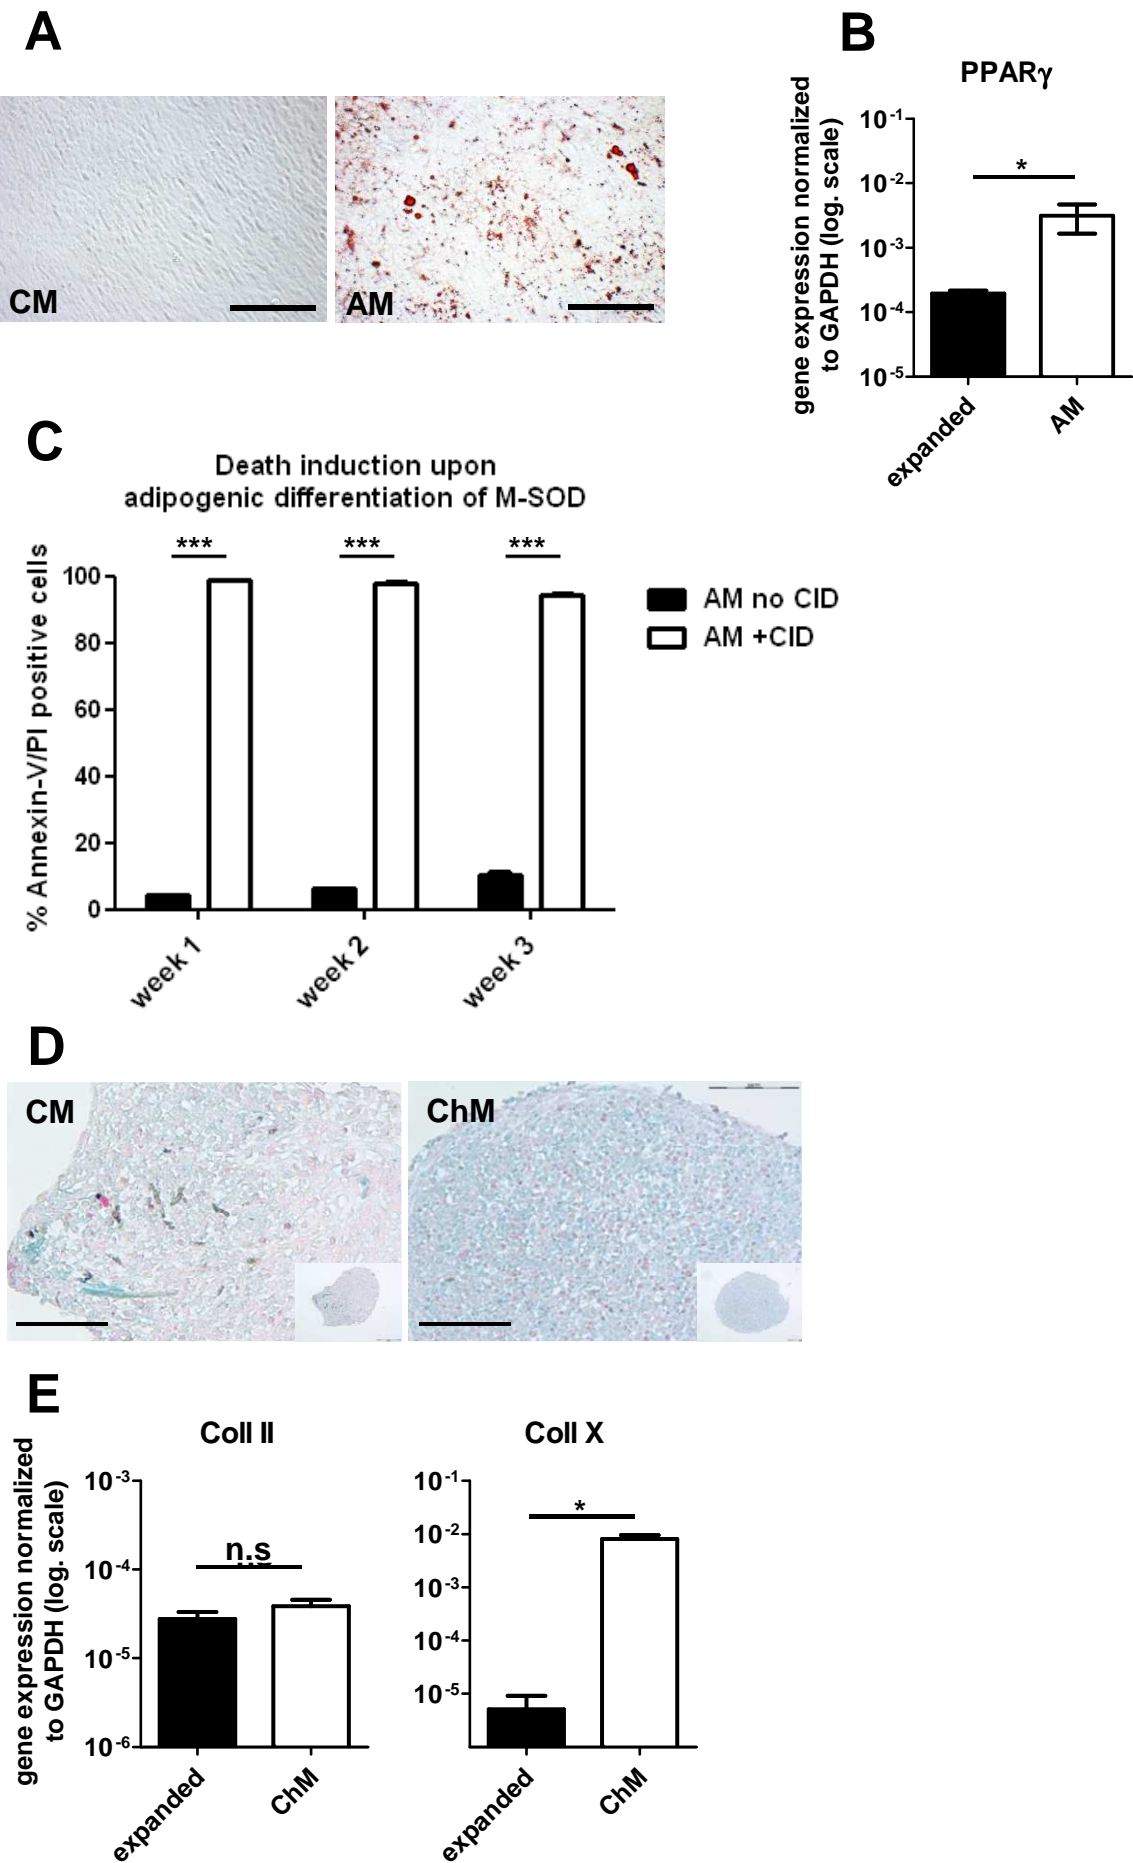 A
CM
AM
B
PPARγ
gene expression normalized
to GAPDH (log. scale)
10-1
10-2
10-3
10-4
10-5
*
expanded
AM
C
Death induction upon
adipogenic differentiation of M-SOD
% Annexin-V/PI positive cells
100
80
60
40
20
0
***
***
***
week 1
week 2
week 3
AM no CID
AM +CID
D
CM
ChM
E
gene expression normalized
to GAPDH (log. scale)
Coll II
10-3
10-4
10-5
10-6
n.s
expanded
ChM
Coll X
10-1
10-2
10-3
10-4
10-5
*
expanded
ChM